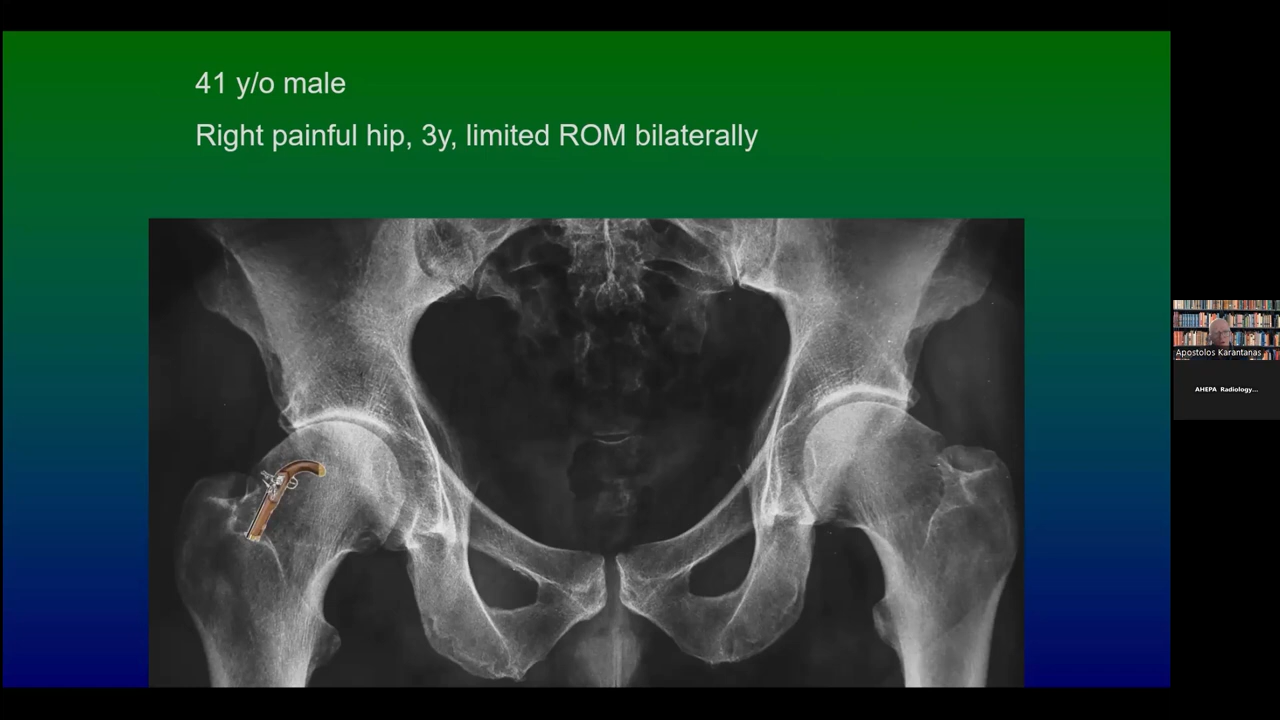 41 y/o male
Right painful hip, 3y, limited ROM bilaterally
Apostolos Karantanas
AHEPA Radiology...